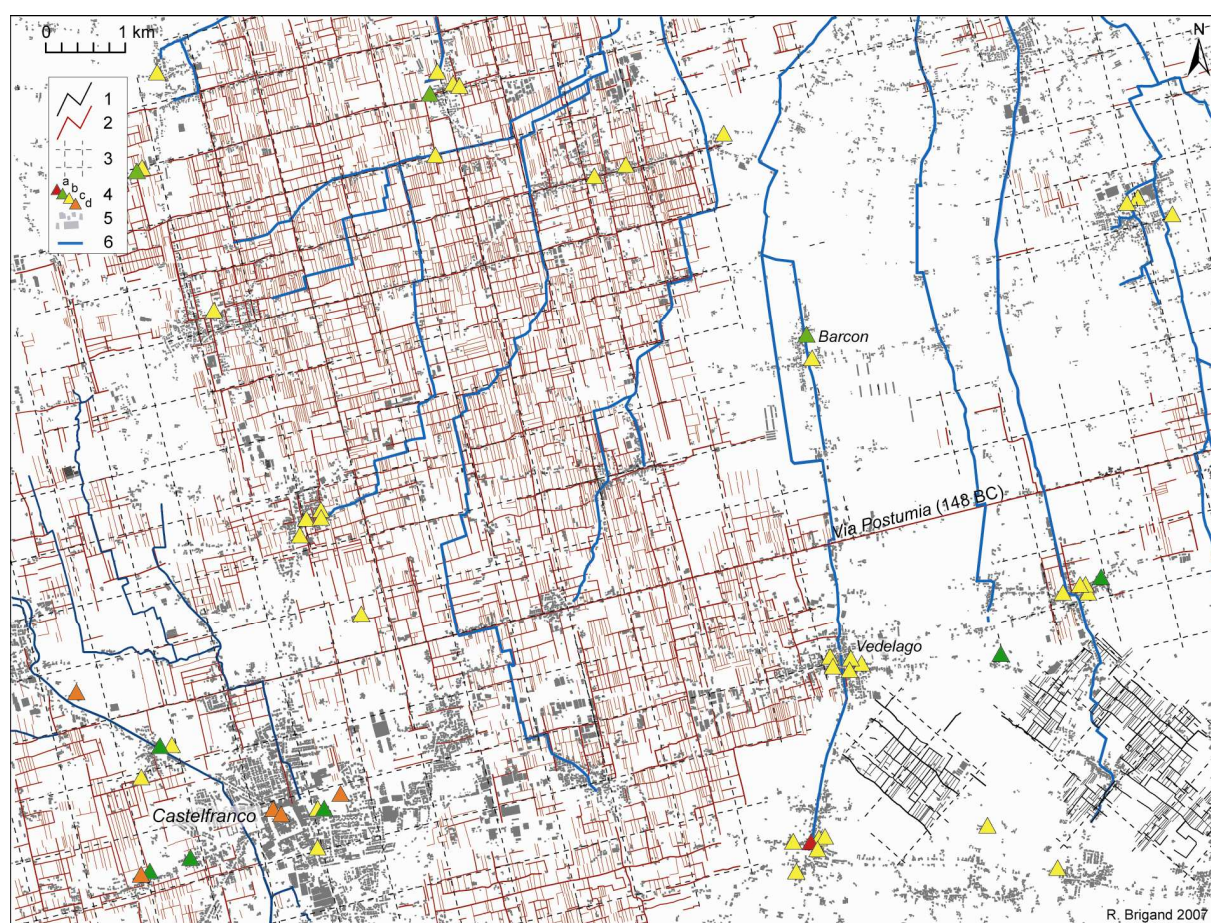 0 1 km
N
1
2
3
a
b
c
d
4
5
6
Barcon
Via Postumia (148 BC)
Vedelago
Castelfranco
R. Brigand 2007